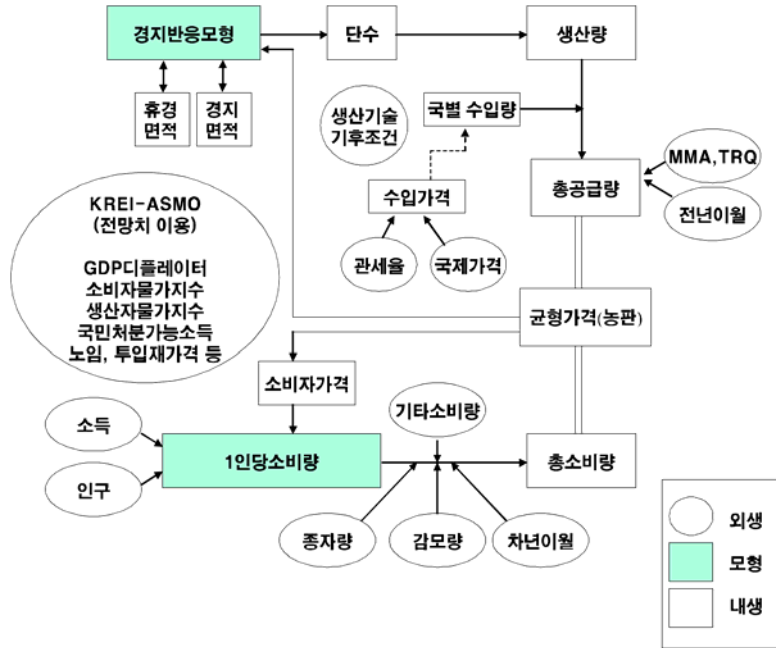 경지반응모형
단수
생산량
휴경
면적
경지
면적
생산기술
기후조건
국별 수입량
MMA,TRQ
수입가격
총공급량
전년이월
KREI-ASMO
(전망치 이용)
GDP디플레이터
소비자물가지수
생산자물가지수
국민처분가능소득
노임, 투입재가격 등
관세율
국제가격
균형가격(농판)
소비자가격
기타소비량
소득
1인당소비량
총소비량
인구
종자량
감모량
차년이월
외생
모형
내생